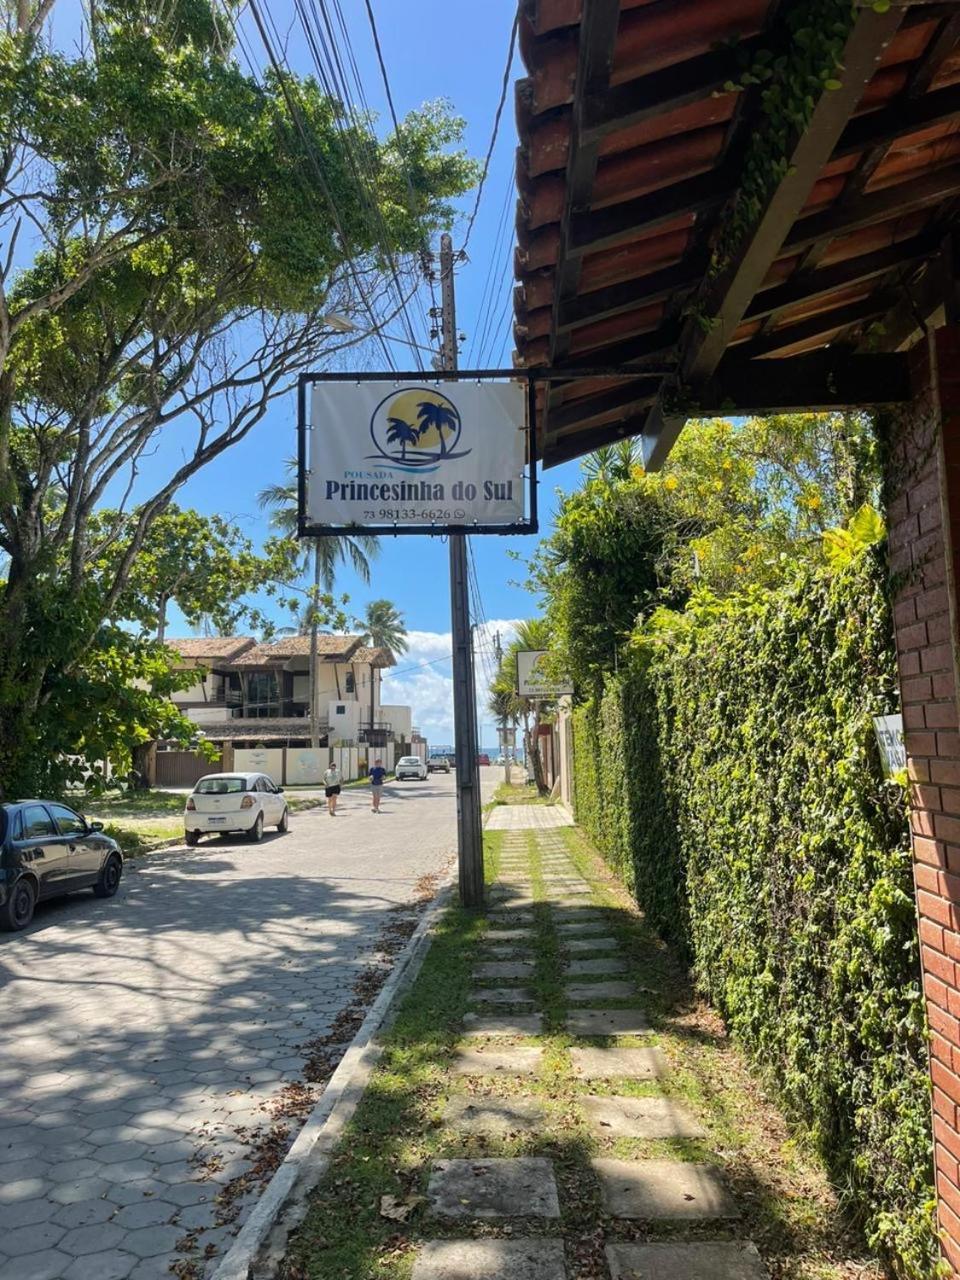 POUSADA
Princesinha do Sul
73 98133-6626